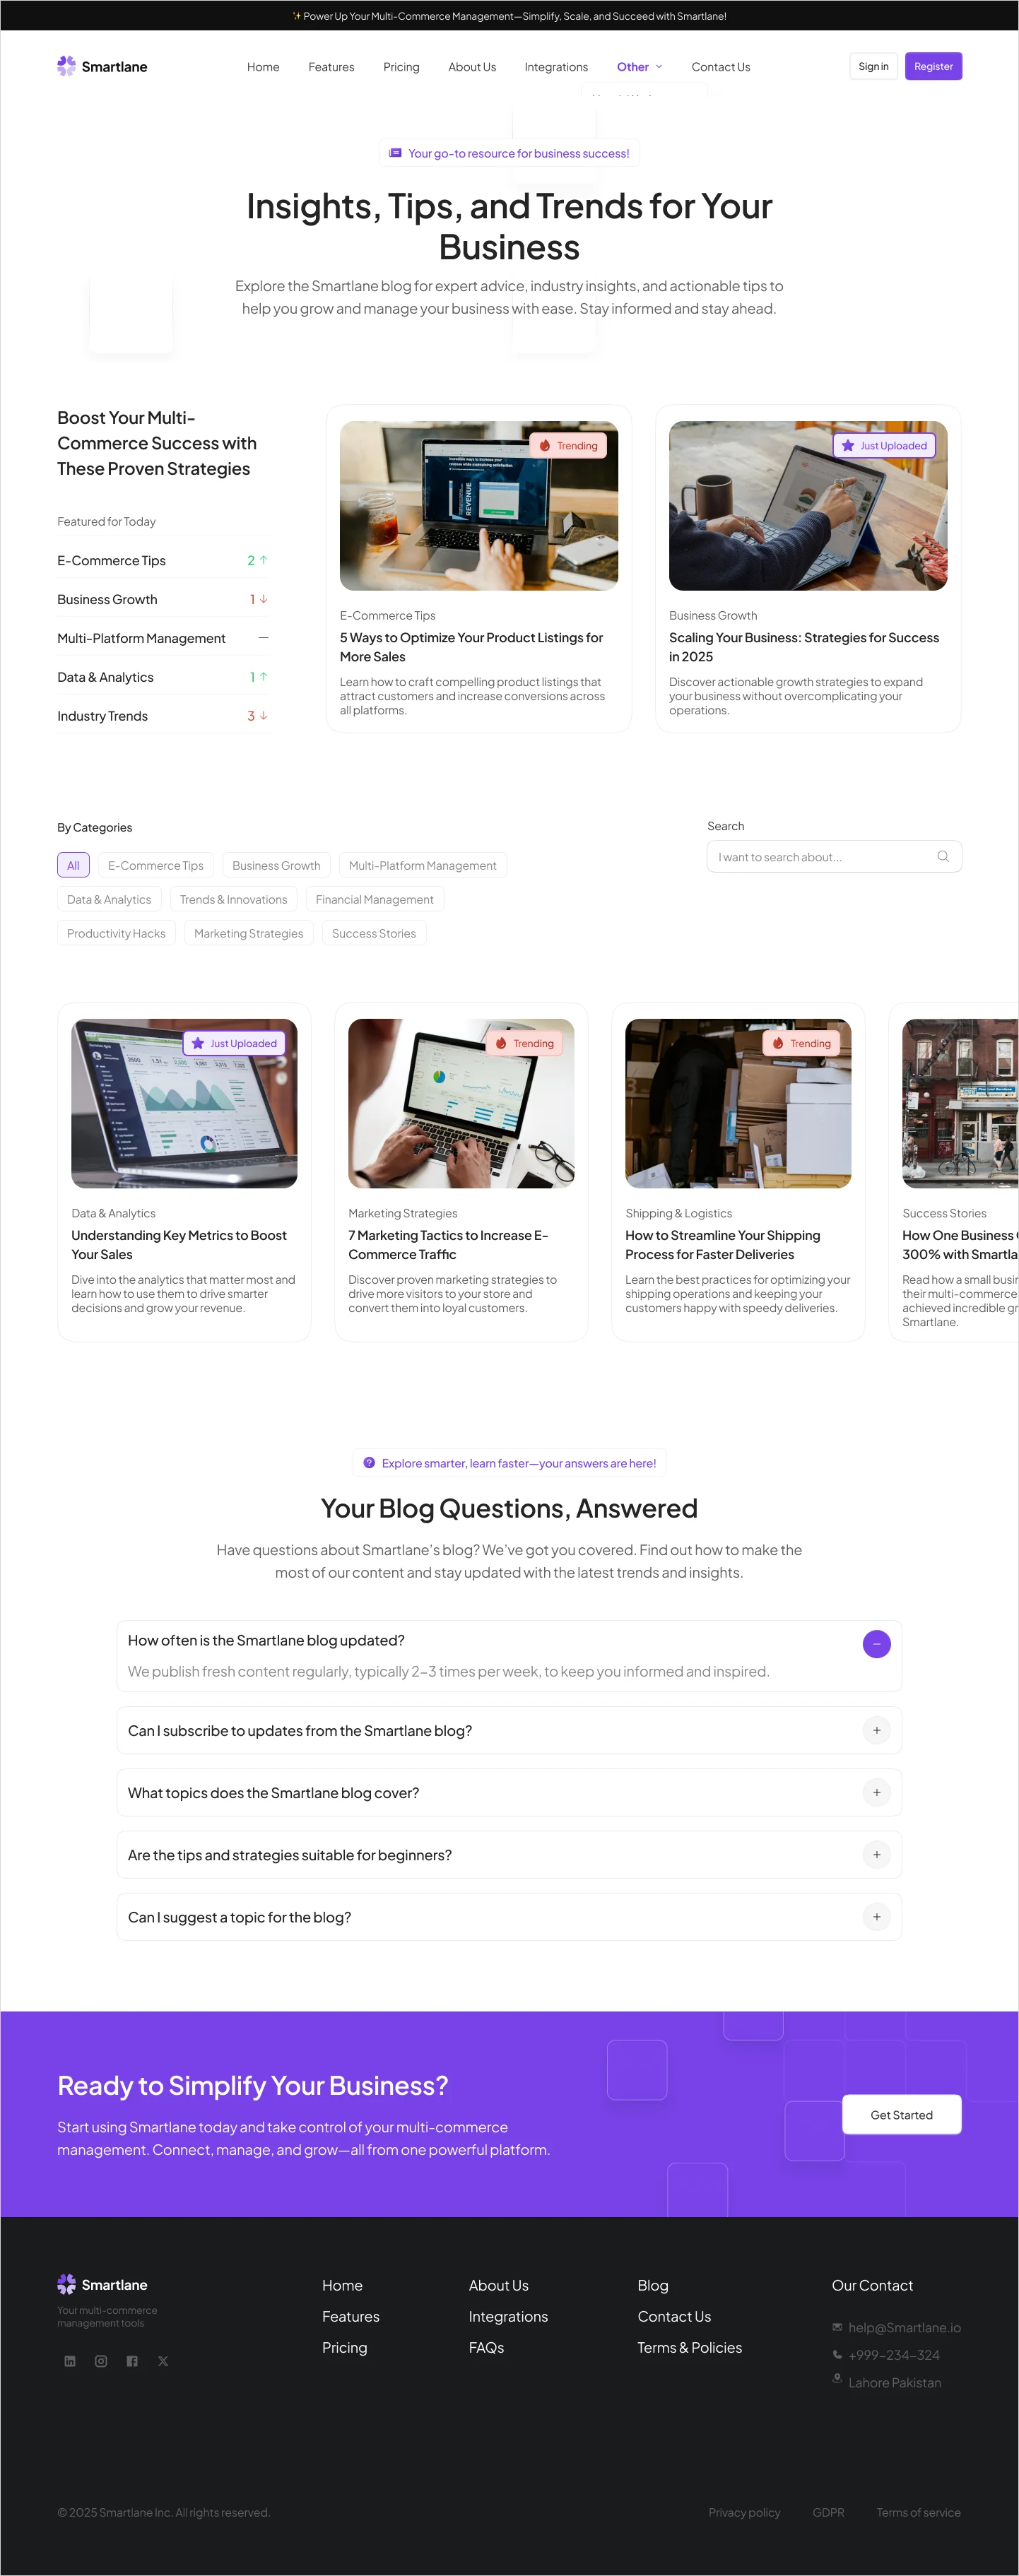 ✨ Power Up Your Multi-Commerce Management—Simplify, Scale, and Succeed with Smartlane!
Smartlane
Home
Features
Pricing
About Us
Integrations
Other
Contact Us
Sign in
Register
Your go-to resource for business success!
Insights, Tips, and Trends for Your
Business
Explore the Smartlane blog for expert advice, industry insights, and actionable tips to
help you grow and manage your business with ease. Stay informed and stay ahead.
Boost Your Multi-
Commerce Success with
These Proven Strategies
Featured for Today
E-Commerce Tips
2 ↑
Business Growth
1 ↓
Multi-Platform Management
—
Data & Analytics
1 ↑
Industry Trends
3 ↓
Trending
E-Commerce Tips
5 Ways to Optimize Your Product Listings for
More Sales
Learn how to craft compelling product listings that
attract customers and increase conversions across
all platforms.
Just Uploaded
Business Growth
Scaling Your Business: Strategies for Success
in 2025
Discover actionable growth strategies to expand
your business without overcomplicating your
operations.
By Categories
All
E-Commerce Tips
Business Growth
Multi-Platform Management
Data & Analytics
Trends & Innovations
Financial Management
Productivity Hacks
Marketing Strategies
Success Stories
Search
I want to search about...
Just Uploaded
Data & Analytics
Understanding Key Metrics to Boost
Your Sales
Dive into the analytics that matter most and
learn how to use them to drive smarter
decisions and grow your revenue.
Trending
Marketing Strategies
7 Marketing Tactics to Increase E-
Commerce Traffic
Discover proven marketing strategies to
drive more visitors to your store and
convert them into loyal customers.
Trending
Shipping & Logistics
How to Streamline Your Shipping
Process for Faster Deliveries
Learn the best practices for optimizing your
shipping operations and keeping your
customers happy with speedy deliveries.
Success Stories
How One Business
300% with Smartla
Read how a small busin
their multi-commerce
achieved incredible gr
Smartlane.
Explore smarter, learn faster—your answers are here!
Your Blog Questions, Answered
Have questions about Smartlane's blog? We've got you covered. Find out how to make the
most of our content and stay updated with the latest trends and insights.
How often is the Smartlane blog updated?
We publish fresh content regularly, typically 2–3 times per week, to keep you informed and inspired.
Can I subscribe to updates from the Smartlane blog?
What topics does the Smartlane blog cover?
Are the tips and strategies suitable for beginners?
Can I suggest a topic for the blog?
Ready to Simplify Your Business?
Start using Smartlane today and take control of your multi-commerce
management. Connect, manage, and grow—all from one powerful platform.
Get Started
Smartlane
Your multi-commerce
management tools
Home
Features
Pricing
About Us
Integrations
FAQs
Blog
Contact Us
Terms & Policies
Our Contact
help@Smartlane.io
+999-234-324
Lahore Pakistan
© 2025 Smartlane Inc. All rights reserved.
Privacy policy
GDPR
Terms of service